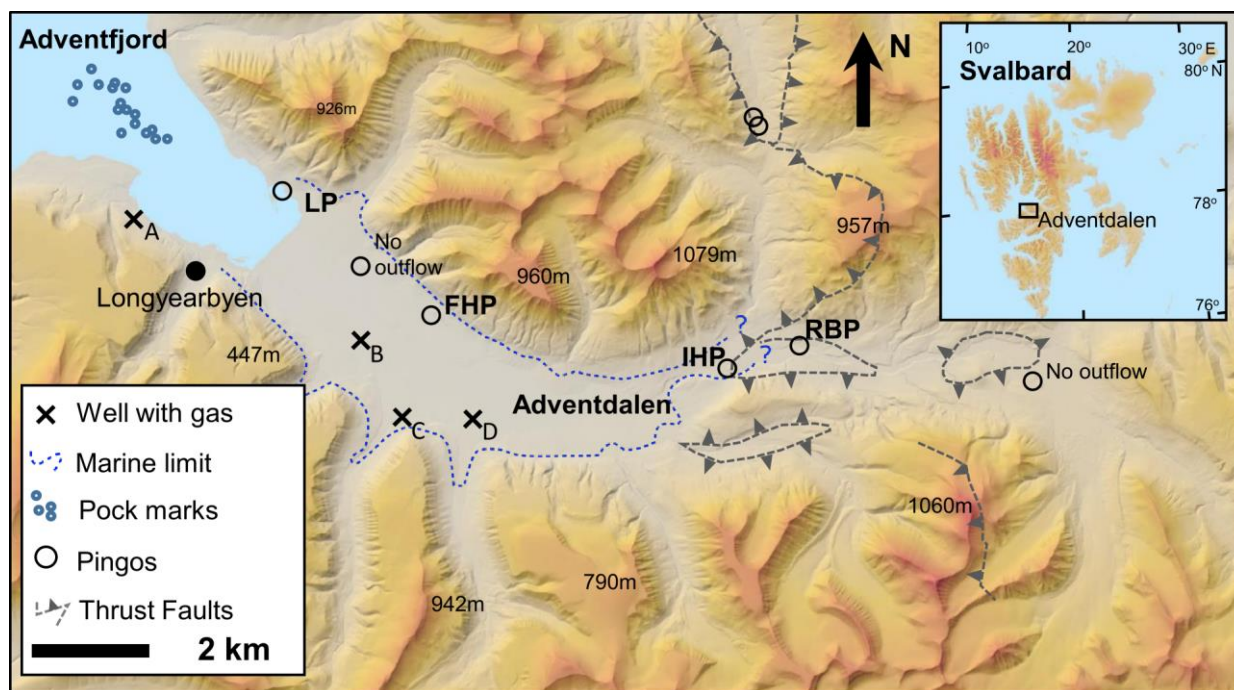 Adventfjord
926m
N
10°
20°
30° E
Svalbard
80° N
78°
Adventdalen
76°
LP
A
No
outflow
957m
1079m
960m
Longyearbyen
FHP
B
?
RBP
447m
IHP
?
No outflow
Adventdalen
C
D
Well with gas
Marine limit
Pock marks
Pingos
Thrust Faults
2 km
1060m
790m
942m